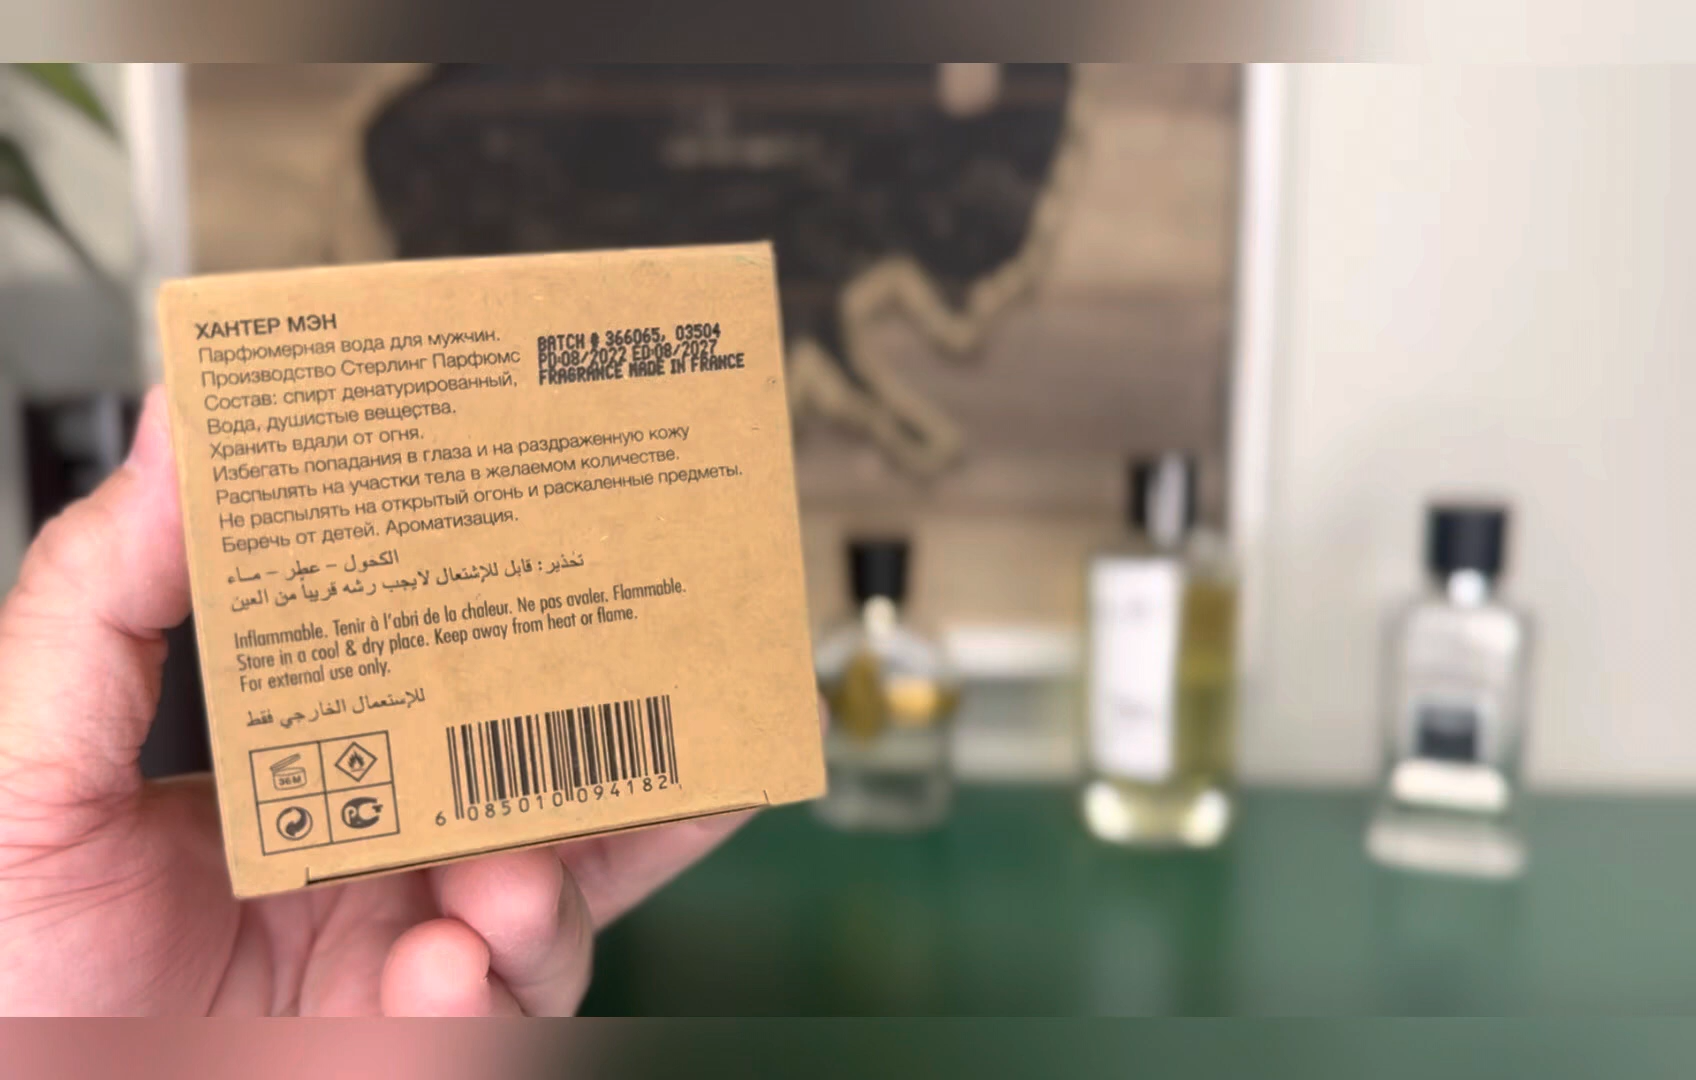 ХАНТЕР МЭН
Парфюмерная вода для мужчин.
Производство Стерлинг Парфюмс
Состав: спирт денатурированный,
Вода, душистые вещества.
Хранить вдали от огня.
Избегать попадания в глаза и на раздраженную кожу
Распылять на участки тела в желаемом количестве.
Не распылять на открытый огонь и раскаленные предметы.
Беречь от детей. Ароматизация.
BATCH # 366065, 03504
PD:08/2022 ED:08/2027
FRAGRANCE MADE IN FRANCE
الكحول – عطر – ماء
تحذير: قابل للإشتعال لايجب رشه قريباً من العين
Inflammable. Tenir à l'abri de la chaleur. Ne pas avaler. Flammable.
Store in a cool & dry place. Keep away from heat or flame.
For external use only.
للإستعمال الخارجي فقط
36M
PC
6 085010 094182